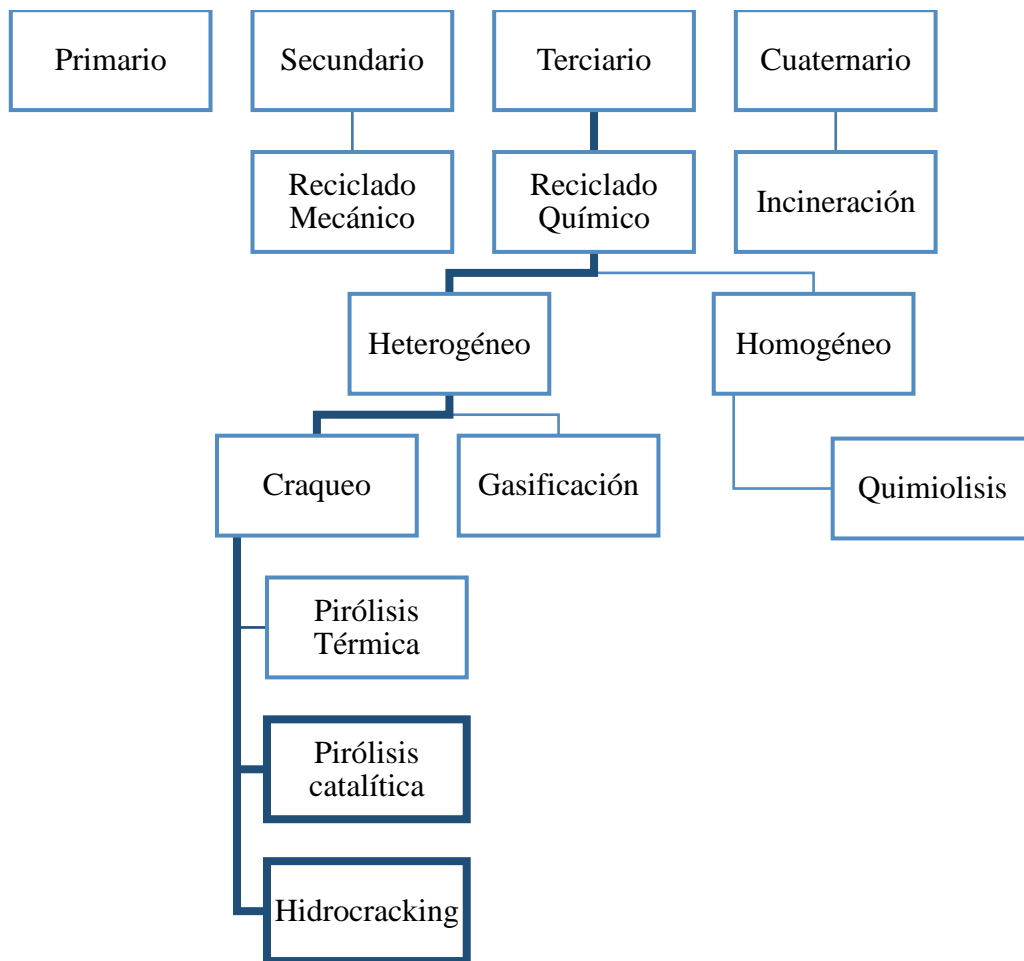 Primario
Secundario
Terciario
Cuaternario
Reciclado
Mecánico
Reciclado
Químico
Incineración
Heterogéneo
Homogéneo
Craqueo
Gasificación
Quimiolisis
Pirólisis
Térmica
Pirólisis
catalítica
Hidrocracking